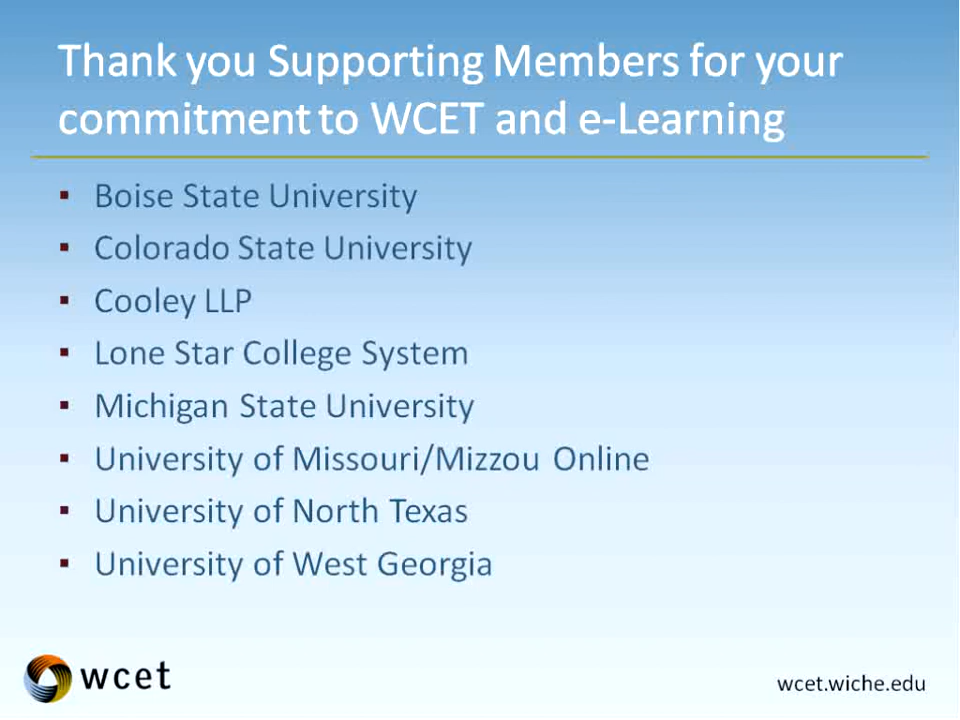 Thank you Supporting Members for your
commitment to WCET and e-Learning
▪ Boise State University
▪ Colorado State University
▪ Cooley LLP
▪ Lone Star College System
▪ Michigan State University
▪ University of Missouri/Mizzou Online
▪ University of North Texas
▪ University of West Georgia
wcet
wcet.wiche.edu